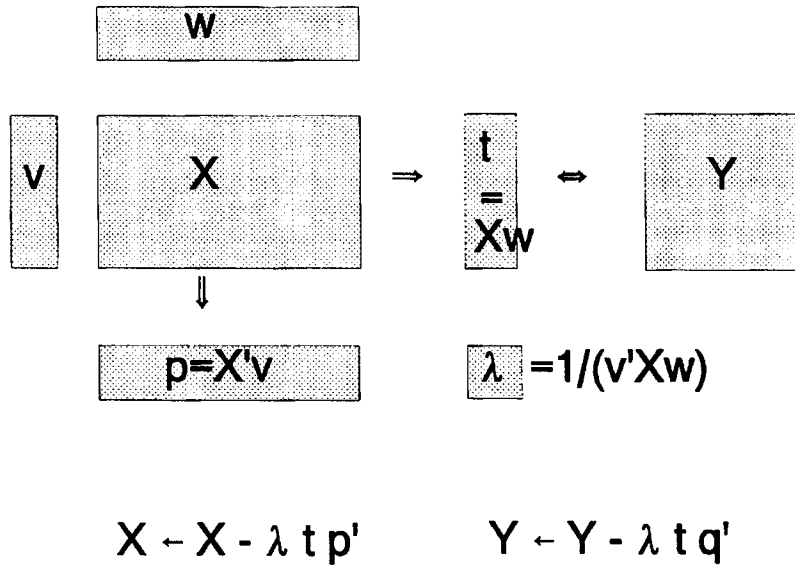 w
v
X
⇒
t
=
Xw
⇔
Y
⇓
p=X'v
λ =1/(v'Xw)
X ← X - λ t p'
Y ← Y - λ t q'